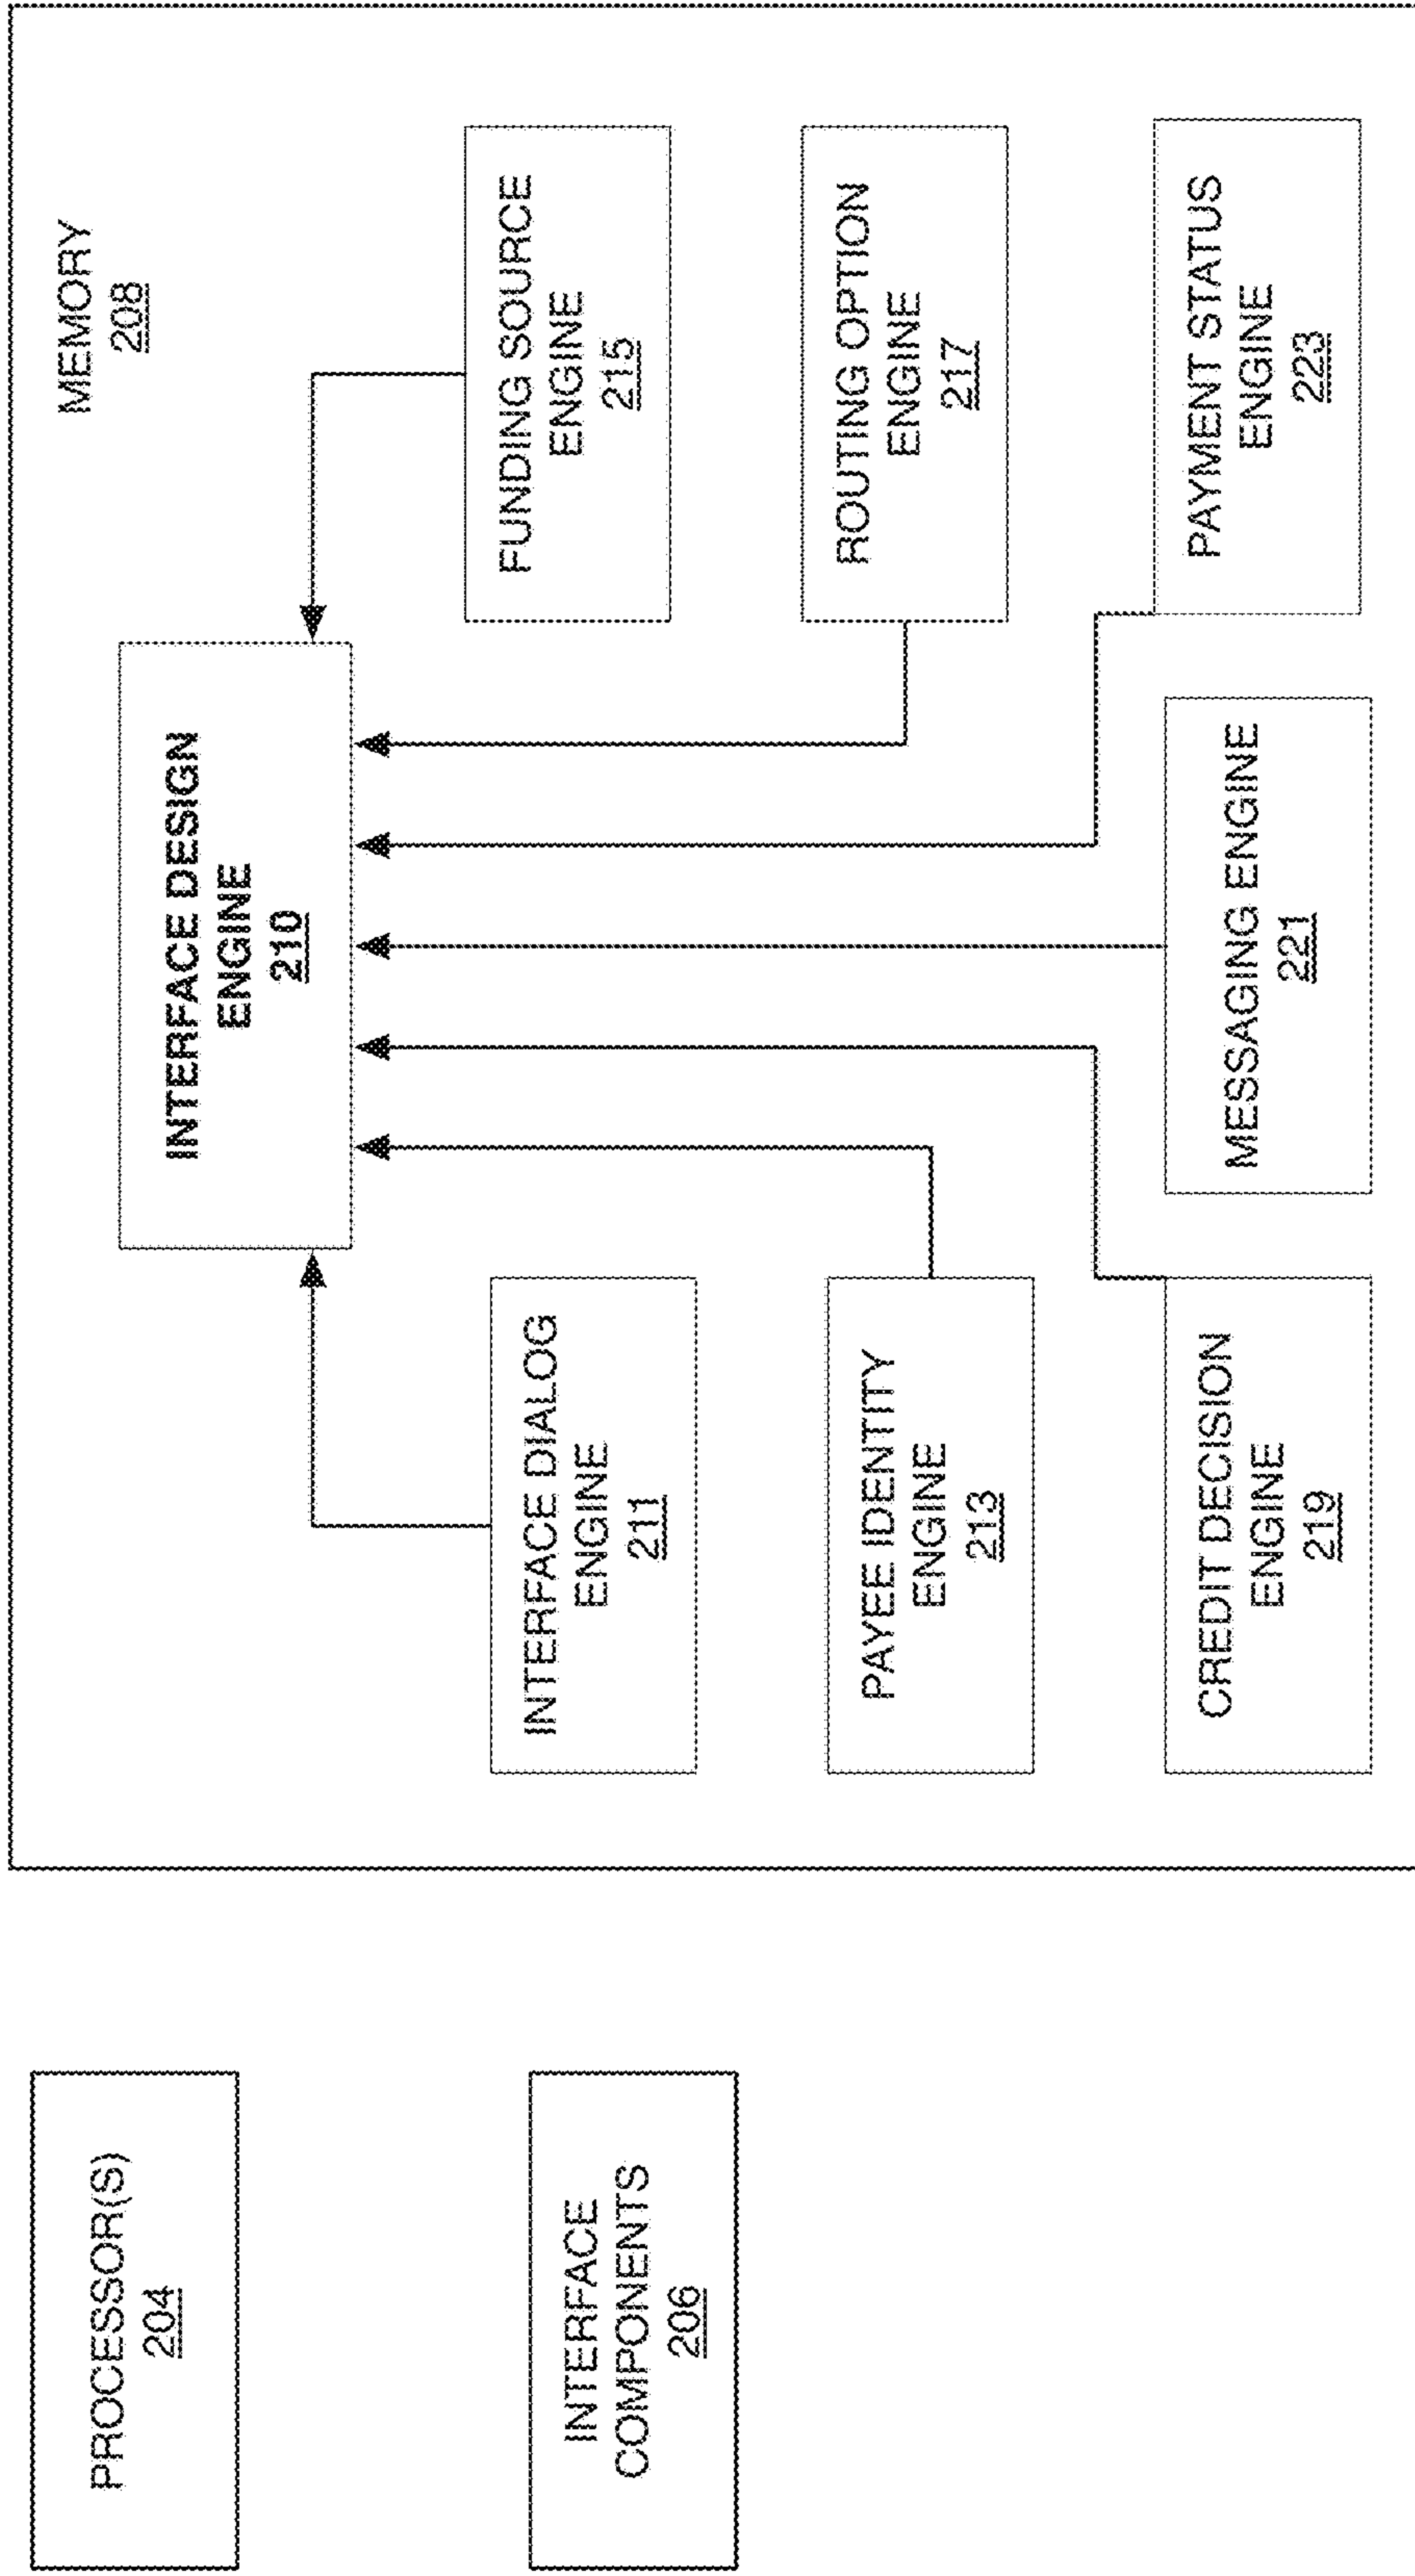 PROCESSOR(S)
204
INTERFACE
COMPONENTS
206
MEMORY
208
INTERFACE DESIGN
ENGINE
210
INTERFACE DIALOG
ENGINE
211
FUNDING SOURCE
ENGINE
215
PAYEE IDENTITY
ENGINE
213
ROUTING OPTION
ENGINE
217
CREDIT DECISION
ENGINE
219
MESSAGING ENGINE
221
PAYMENT STATUS
ENGINE
223